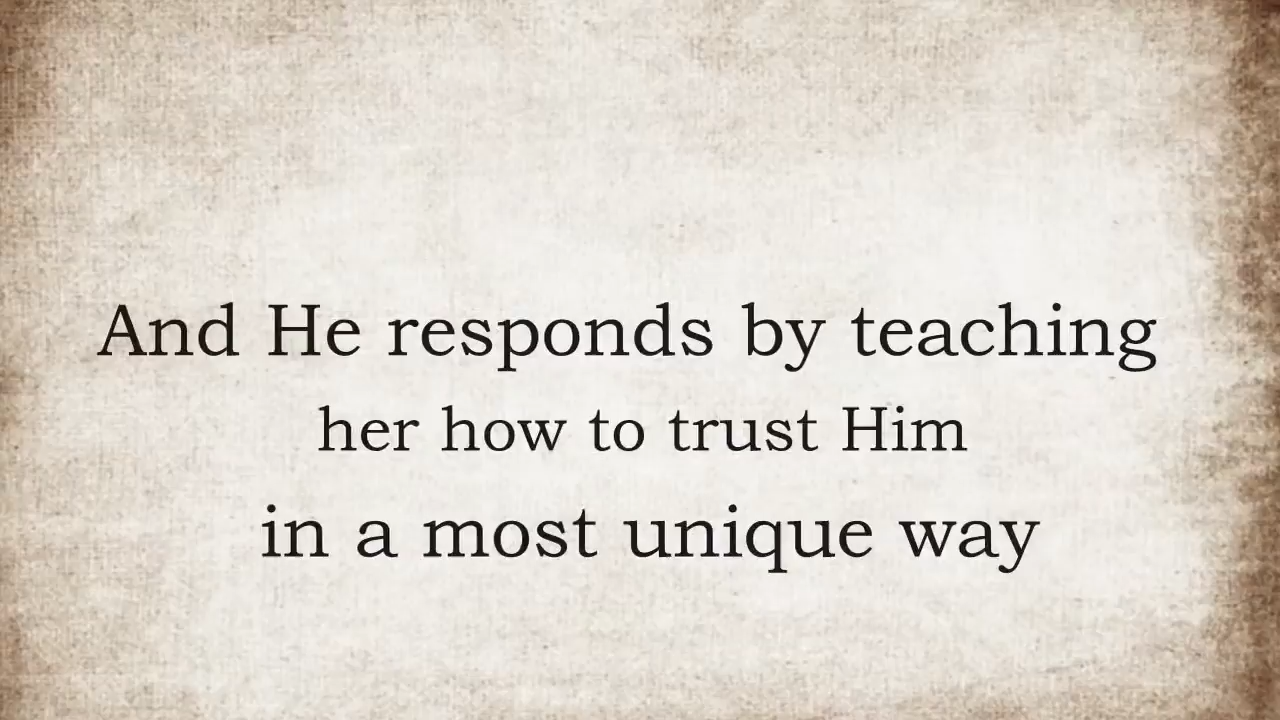 And He responds by teaching
her how to trust Him
in a most unique way